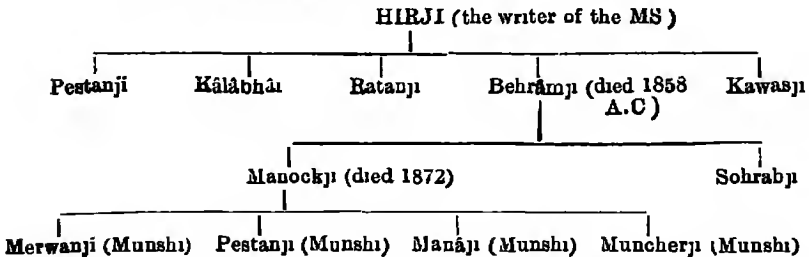 HIRJI (the writer of the MS )
Pestanji Kâlâbhâi Ratanji Behrâmji (died 1858 Kawasji
A.C )
Manockji (died 1872) Sohrabji
Merwanji (Munshi) Pestanji (Munshi) Manâji (Munshi) Muncherji (Munshi)